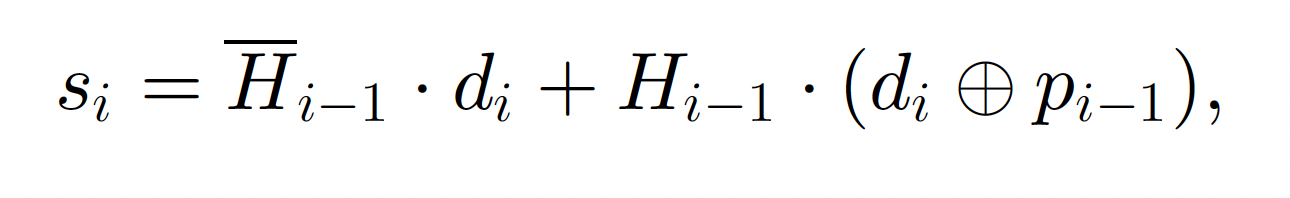 $s_i = \overline{H}_{i-1} \cdot d_i + H_{i-1} \cdot (d_i \oplus p_{i-1}),$